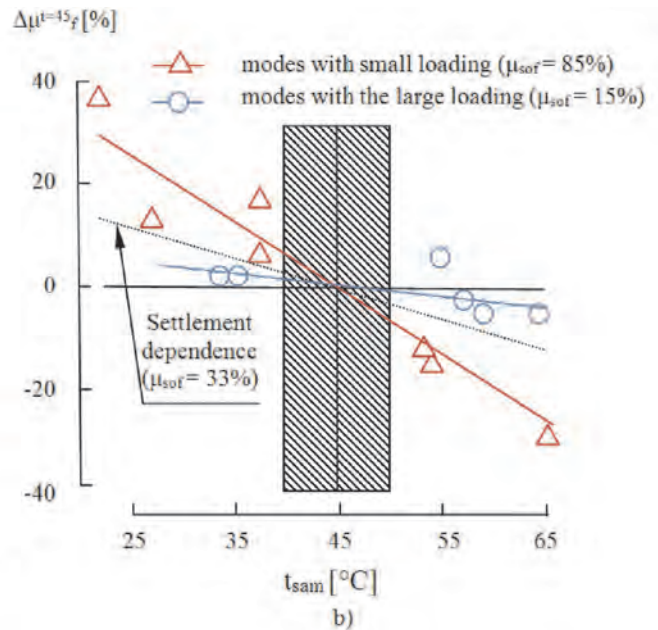 Δμᵗ⁼⁴⁵f [%]
modes with small loading (μsof = 85%)
modes with the large loading (μsof = 15%)
40
20
0
-20
-40
Settlement
dependence
(μsof = 33%)
25 35 45 55 65
tsam [°C]
b)